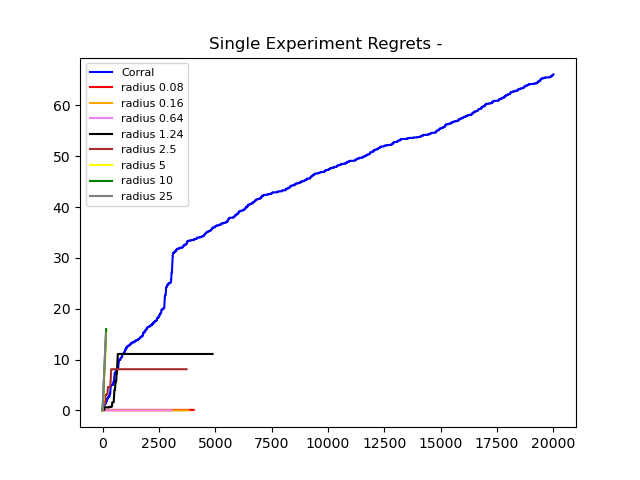 Single Experiment Regrets -
Corral
radius 0.08
radius 0.16
radius 0.64
radius 1.24
radius 2.5
radius 5
radius 10
radius 25
60
50
40
30
20
10
0
0 2500 5000 7500 10000 12500 15000 17500 20000